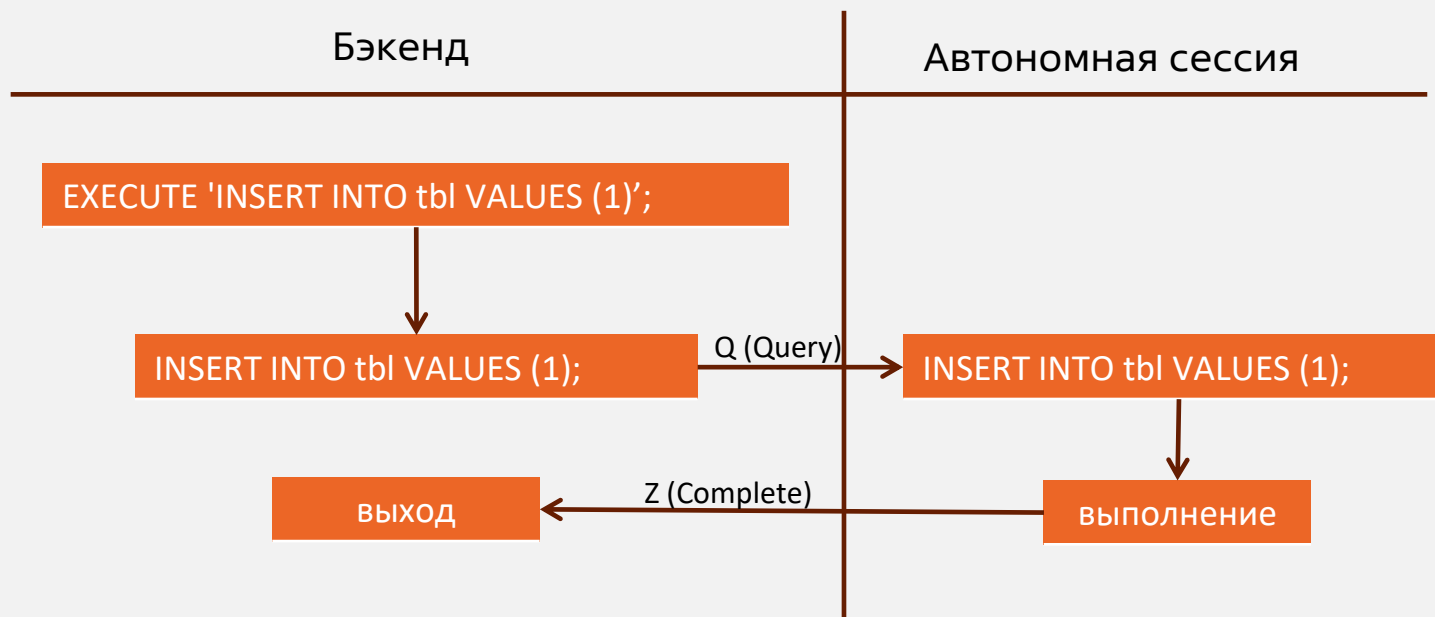 Бэкенд
Автономная сессия
EXECUTE 'INSERT INTO tbl VALUES (1)’;
INSERT INTO tbl VALUES (1);
Q (Query)
INSERT INTO tbl VALUES (1);
выход
Z (Complete)
выполнение